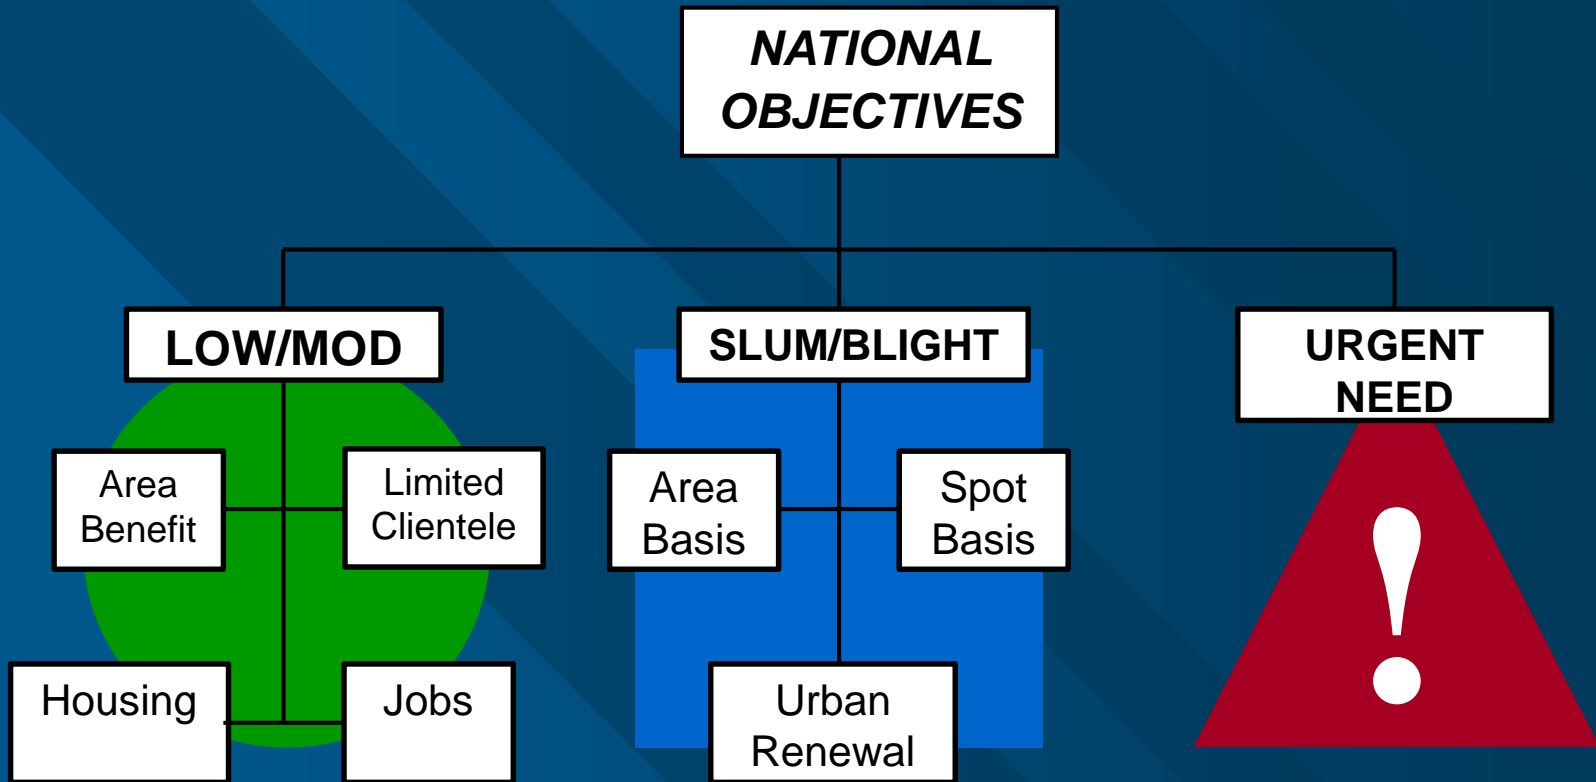 NATIONAL
OBJECTIVES
LOW/MOD
SLUM/BLIGHT
URGENT
NEED
Area
Benefit
Limited
Clientele
Area
Basis
Spot
Basis
!
Housing
Jobs
Urban
Renewal